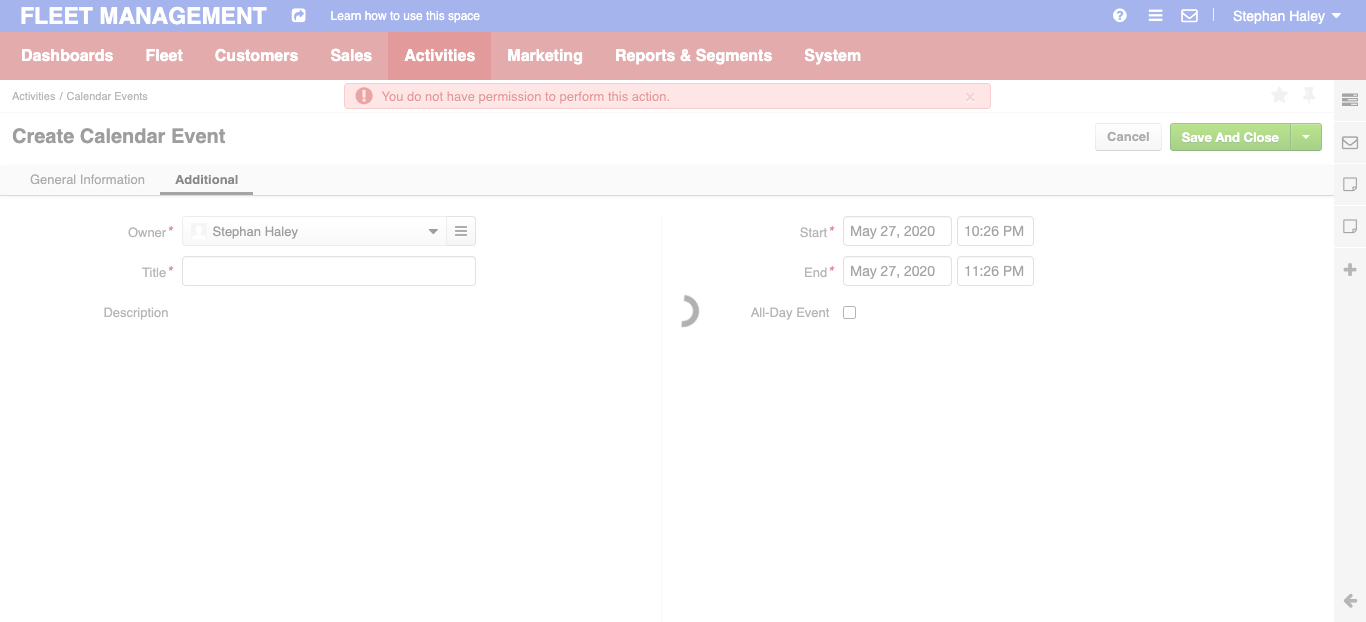 FLEET MANAGEMENT Learn how to use this space Stephan Haley
Dashboards Fleet Customers Sales Activities Marketing Reports & Segments System
Activities / Calendar Events You do not have permission to perform this action. ×
Create Calendar Event Cancel Save And Close
General Information Additional
Owner* Stephan Haley Start* May 27, 2020 10:26 PM
Title* End* May 27, 2020 11:26 PM
Description All-Day Event